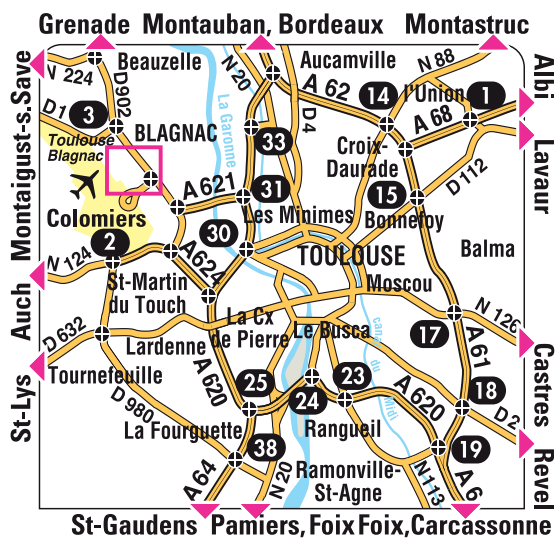 Grenade
Montauban, Bordeaux
Montastruc
Montaigust-s.Save
Auch
St-Lys
Albi
Lavaur
Castres
Revel
St-Gaudens
Pamiers, Foix
Foix, Carcassonne
N 224
D 902
Beauzelle
N 20
Aucamville
N 88
La Garonne
A 62
14
l'Union
1
D 1
3
D 4
A 68
Toulouse
Blagnac
BLAGNAC
33
Croix-
Daurade
D 112
A 621
31
15
Colomiers
Les Minimes
Bonnefoy
2
30
TOULOUSE
Balma
N 124
A 624
St-Martin
du Touch
Moscou
17
N 126
D 632
La Cx
de Pierre
Le Busca
canal du Midi
A 61
Lardenne
Tournefeuille
A 620
25
24
23
A 620
18
D 2
D 980
La Fourguette
38
Rangueil
19
A 64
N 20
Ramonville-
St-Agne
N113
A 6